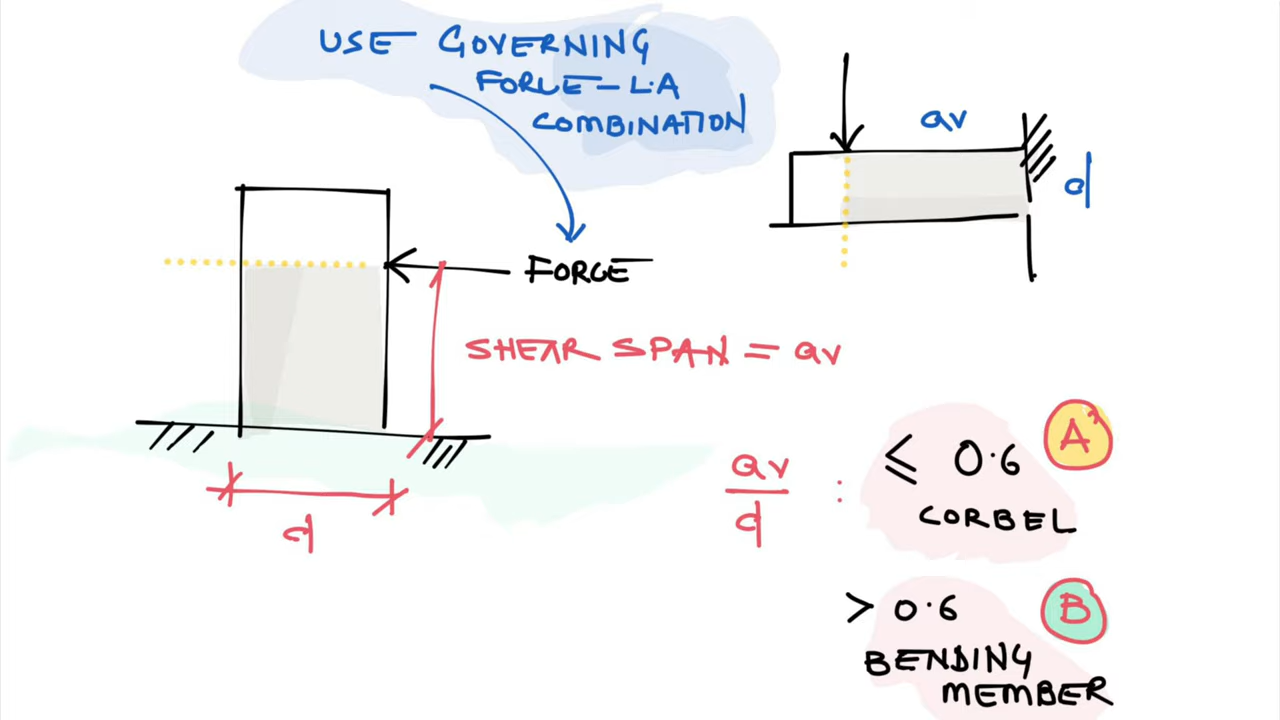 USE GOVERNING
FORCE - L.A
COMBINATION
av
d
FORCE
SHEAR SPAN = av
d
av
d
:
≤ 0.6
A
CORBEL
> 0.6
B
BENDING
MEMBER